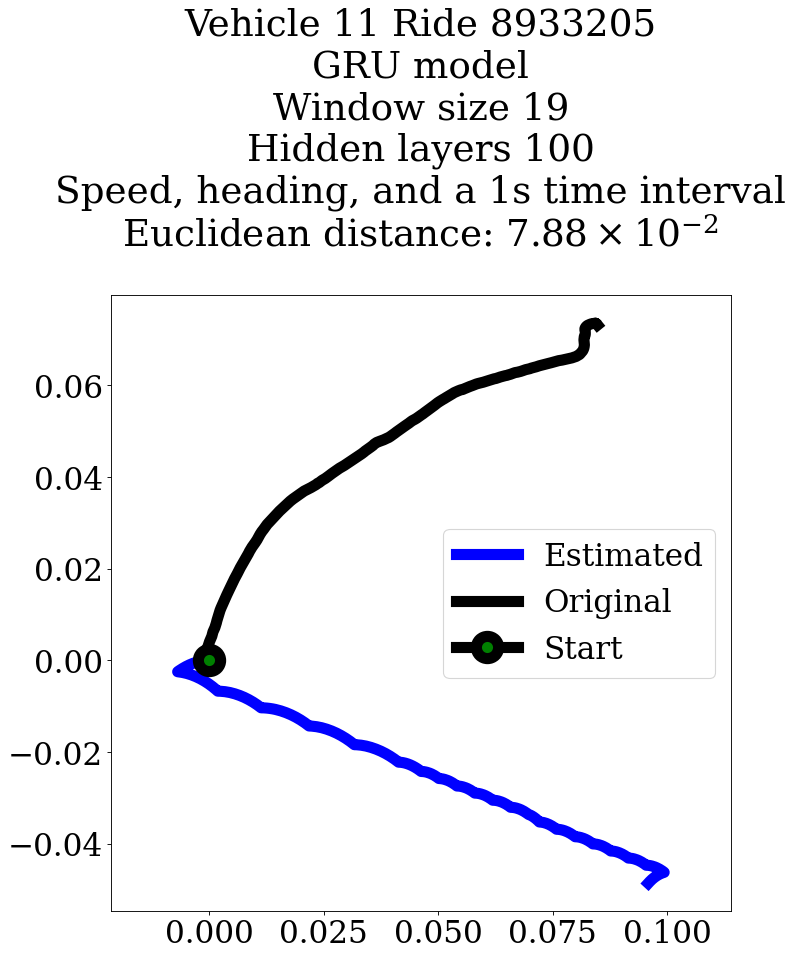 Vehicle 11 Ride 8933205
GRU model
Window size 19
Hidden layers 100
Speed, heading, and a 1s time interval
Euclidean distance: $7.88 \times 10^{-2}$
0.06
0.04
0.02
0.00
−0.02
−0.04
Estimated
Original
Start
0.000 0.025 0.050 0.075 0.100